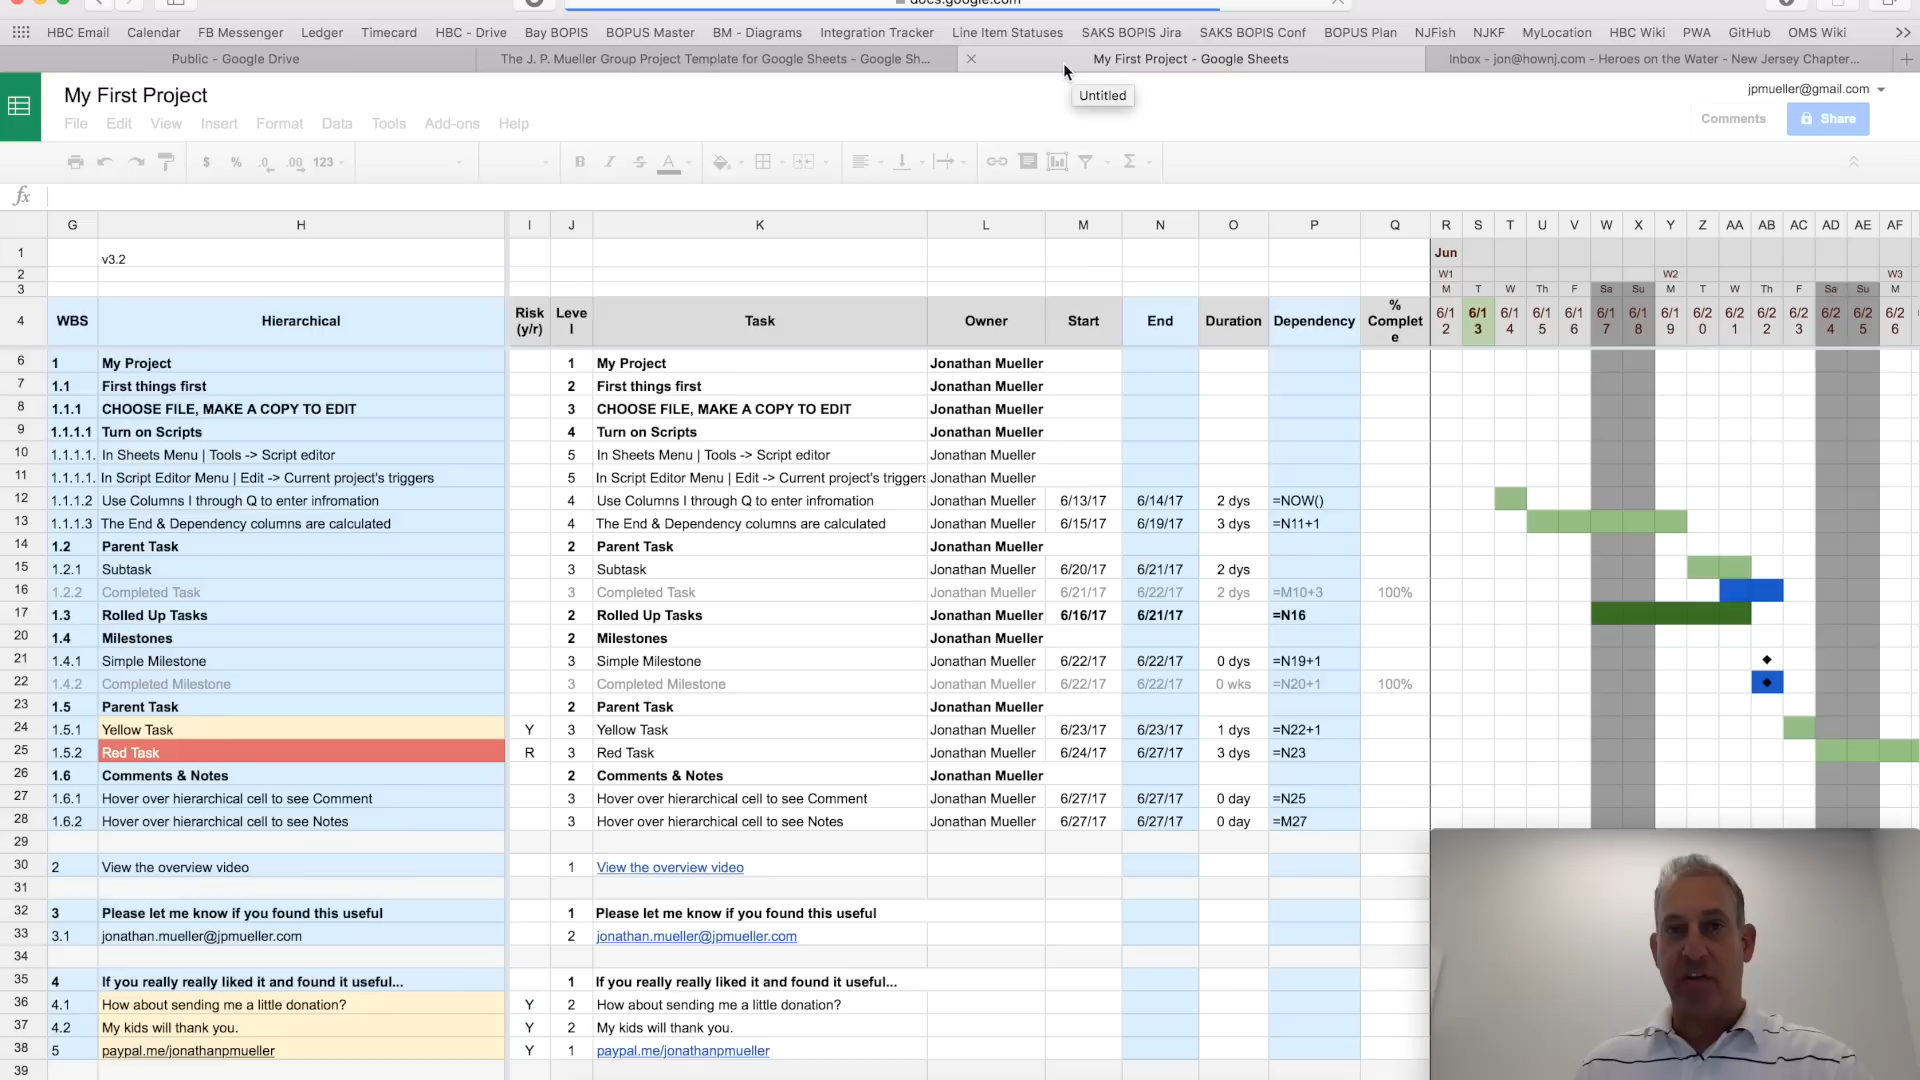 docs.google.com
HBC Email Calendar FB Messenger Ledger Timecard HBC - Drive Bay BOPIS BOPUS Master BM - Diagrams Integration Tracker Line Item Statuses SAKS BOPIS Jira SAKS BOPIS Conf BOPUS Plan NJFish NJKF MyLocation HBC Wiki PWA GitHub OMS Wiki
Public - Google Drive The J. P. Mueller Group Project Template for Google Sheets - Google Sh... My First Project - Google Sheets Inbox - jon@hownj.com - Heroes on the Water - New Jersey Chapter...
My First Project Untitled jpmueller@gmail.com
File Edit View Insert Format Data Tools Add-ons Help Comments Share
$ % .0 .00 123 B I S A Σ
fx
G H I J K L M N O P Q R S T U V W X Y Z AA AB AC AD AE AF
1 v3.2 Jun
2 W1 W2 W3
3 M T W Th F Sa Su M T W Th F Sa Su M
4 WBS Hierarchical Risk (y/r) Level Task Owner Start End Duration Dependency % Complete 6/12 6/13 6/14 6/15 6/16 6/17 6/18 6/19 6/20 6/21 6/22 6/23 6/24 6/25 6/26
6 1 My Project 1 My Project Jonathan Mueller
7 1.1 First things first 2 First things first Jonathan Mueller
8 1.1.1 CHOOSE FILE, MAKE A COPY TO EDIT 3 CHOOSE FILE, MAKE A COPY TO EDIT Jonathan Mueller
9 1.1.1.1 Turn on Scripts 4 Turn on Scripts Jonathan Mueller
10 1.1.1.1. In Sheets Menu | Tools -> Script editor 5 In Sheets Menu | Tools -> Script editor Jonathan Mueller
11 1.1.1.1. In Script Editor Menu | Edit -> Current project's triggers 5 In Script Editor Menu | Edit -> Current project's triggers Jonathan Mueller
12 1.1.1.2 Use Columns I through Q to enter infromation 4 Use Columns I through Q to enter infromation Jonathan Mueller 6/13/17 6/14/17 2 dys =NOW()
13 1.1.1.3 The End & Dependency columns are calculated 4 The End & Dependency columns are calculated Jonathan Mueller 6/15/17 6/19/17 3 dys =N11+1
14 1.2 Parent Task 2 Parent Task Jonathan Mueller
15 1.2.1 Subtask 3 Subtask Jonathan Mueller 6/20/17 6/21/17 2 dys
16 1.2.2 Completed Task 3 Completed Task Jonathan Mueller 6/21/17 6/22/17 2 dys =M10+3 100%
17 1.3 Rolled Up Tasks 2 Rolled Up Tasks Jonathan Mueller 6/16/17 6/21/17 =N16
20 1.4 Milestones 2 Milestones Jonathan Mueller
21 1.4.1 Simple Milestone 3 Simple Milestone Jonathan Mueller 6/22/17 6/22/17 0 dys =N19+1
22 1.4.2 Completed Milestone 3 Completed Milestone Jonathan Mueller 6/22/17 6/22/17 0 wks =N20+1 100%
23 1.5 Parent Task 2 Parent Task Jonathan Mueller
24 1.5.1 Yellow Task Y 3 Yellow Task Jonathan Mueller 6/23/17 6/23/17 1 dys =N22+1
25 1.5.2 Red Task R 3 Red Task Jonathan Mueller 6/24/17 6/27/17 3 dys =N23
26 1.6 Comments & Notes 2 Comments & Notes Jonathan Mueller
27 1.6.1 Hover over hierarchical cell to see Comment 3 Hover over hierarchical cell to see Comment Jonathan Mueller 6/27/17 6/27/17 0 day =N25
28 1.6.2 Hover over hierarchical cell to see Notes 3 Hover over hierarchical cell to see Notes Jonathan Mueller 6/27/17 6/27/17 0 day =M27
29
30 2 View the overview video 1 View the overview video
31
32 3 Please let me know if you found this useful 1 Please let me know if you found this useful
33 3.1 jonathan.mueller@jpmueller.com 2 jonathan.mueller@jpmueller.com
34
35 4 If you really really liked it and found it useful... 1 If you really really liked it and found it useful...
36 4.1 How about sending me a little donation? Y 2 How about sending me a little donation?
37 4.2 My kids will thank you. Y 2 My kids will thank you.
38 5 paypal.me/jonathanpmueller Y 1 paypal.me/jonathanpmueller
39